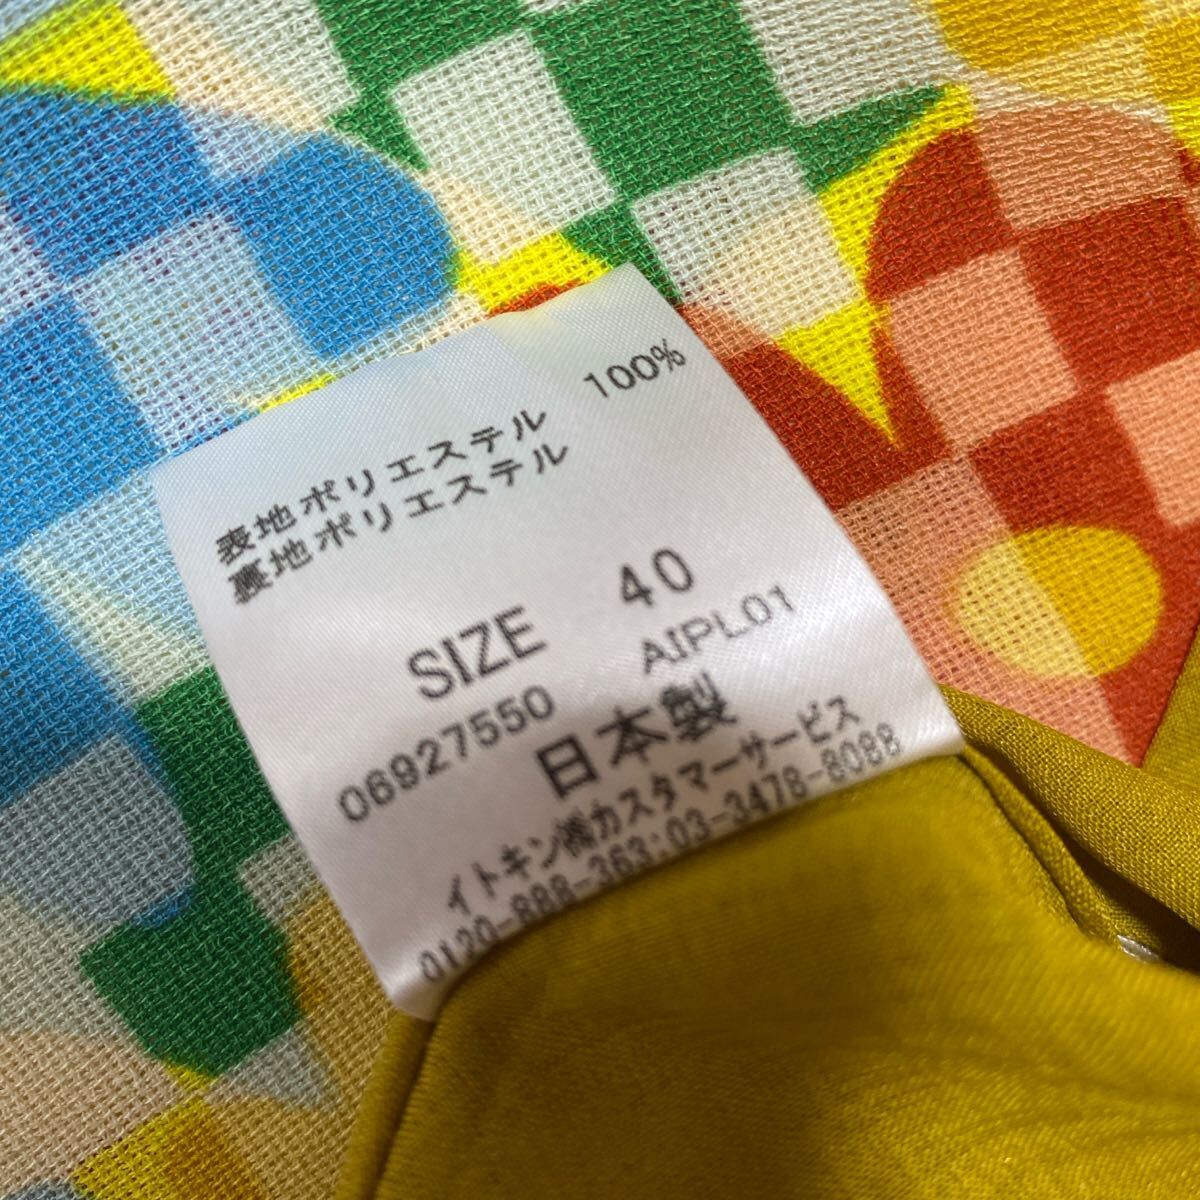 表地ポリエステル 100%
裏地ポリエステル
SIZE 40
06927550 AIPL01
日本製
イトキン㈱カスタマーサービス
0120-888-363:03-3478-8088